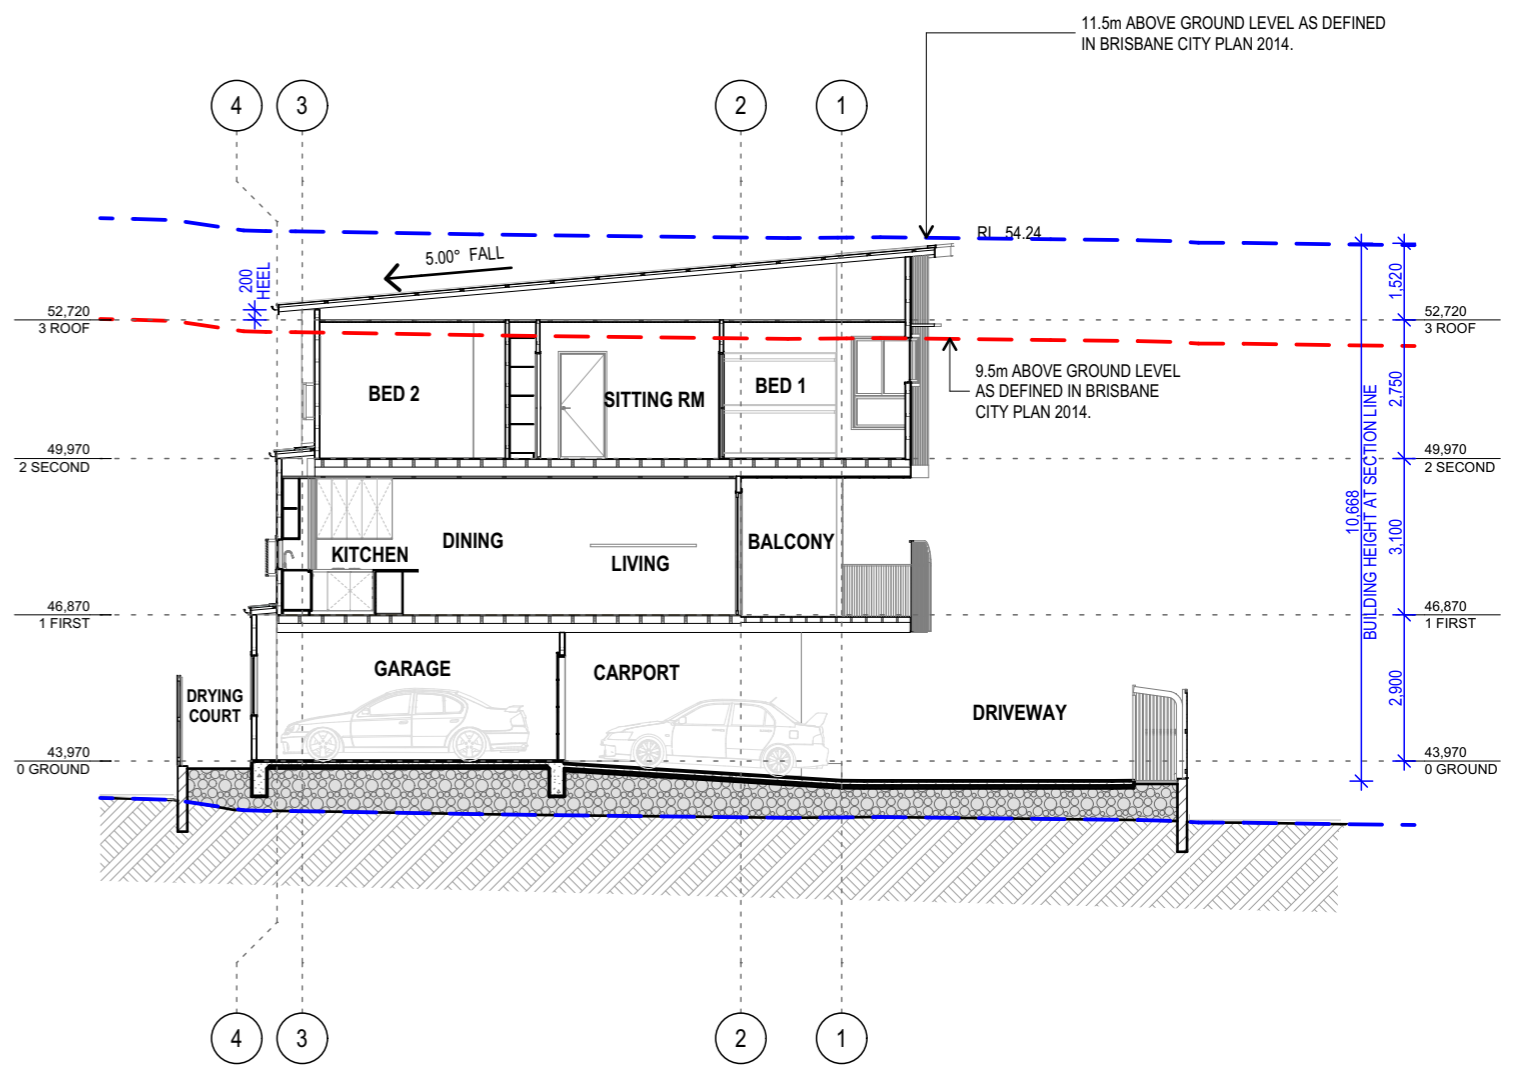 11.5m ABOVE GROUND LEVEL AS DEFINED
IN BRISBANE CITY PLAN 2014.
4
3
2
1
RL 54.24
5.00° FALL
200
HEEL
1,520
52,720
3 ROOF
52,720
3 ROOF
9.5m ABOVE GROUND LEVEL
AS DEFINED IN BRISBANE
CITY PLAN 2014.
BED 2
SITTING RM
BED 1
2,750
49,970
2 SECOND
49,970
2 SECOND
10,668
BUILDING HEIGHT AT SECTION LINE
3,100
KITCHEN
DINING
LIVING
BALCONY
46,870
1 FIRST
46,870
1 FIRST
GARAGE
CARPORT
2,900
DRYING
COURT
DRIVEWAY
43,970
0 GROUND
43,970
0 GROUND
4
3
2
1